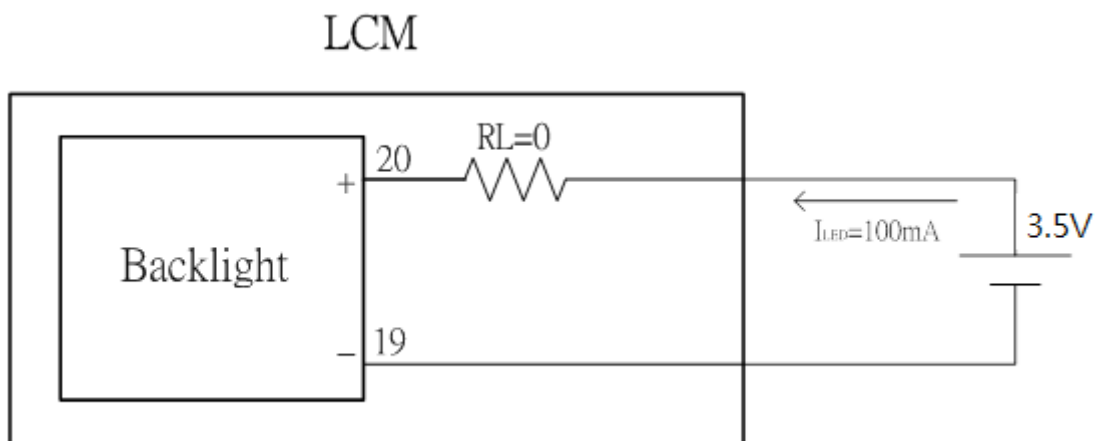 LCM
RL=0
20
+
3.5V
ILED=100mA
Backlight
19
−